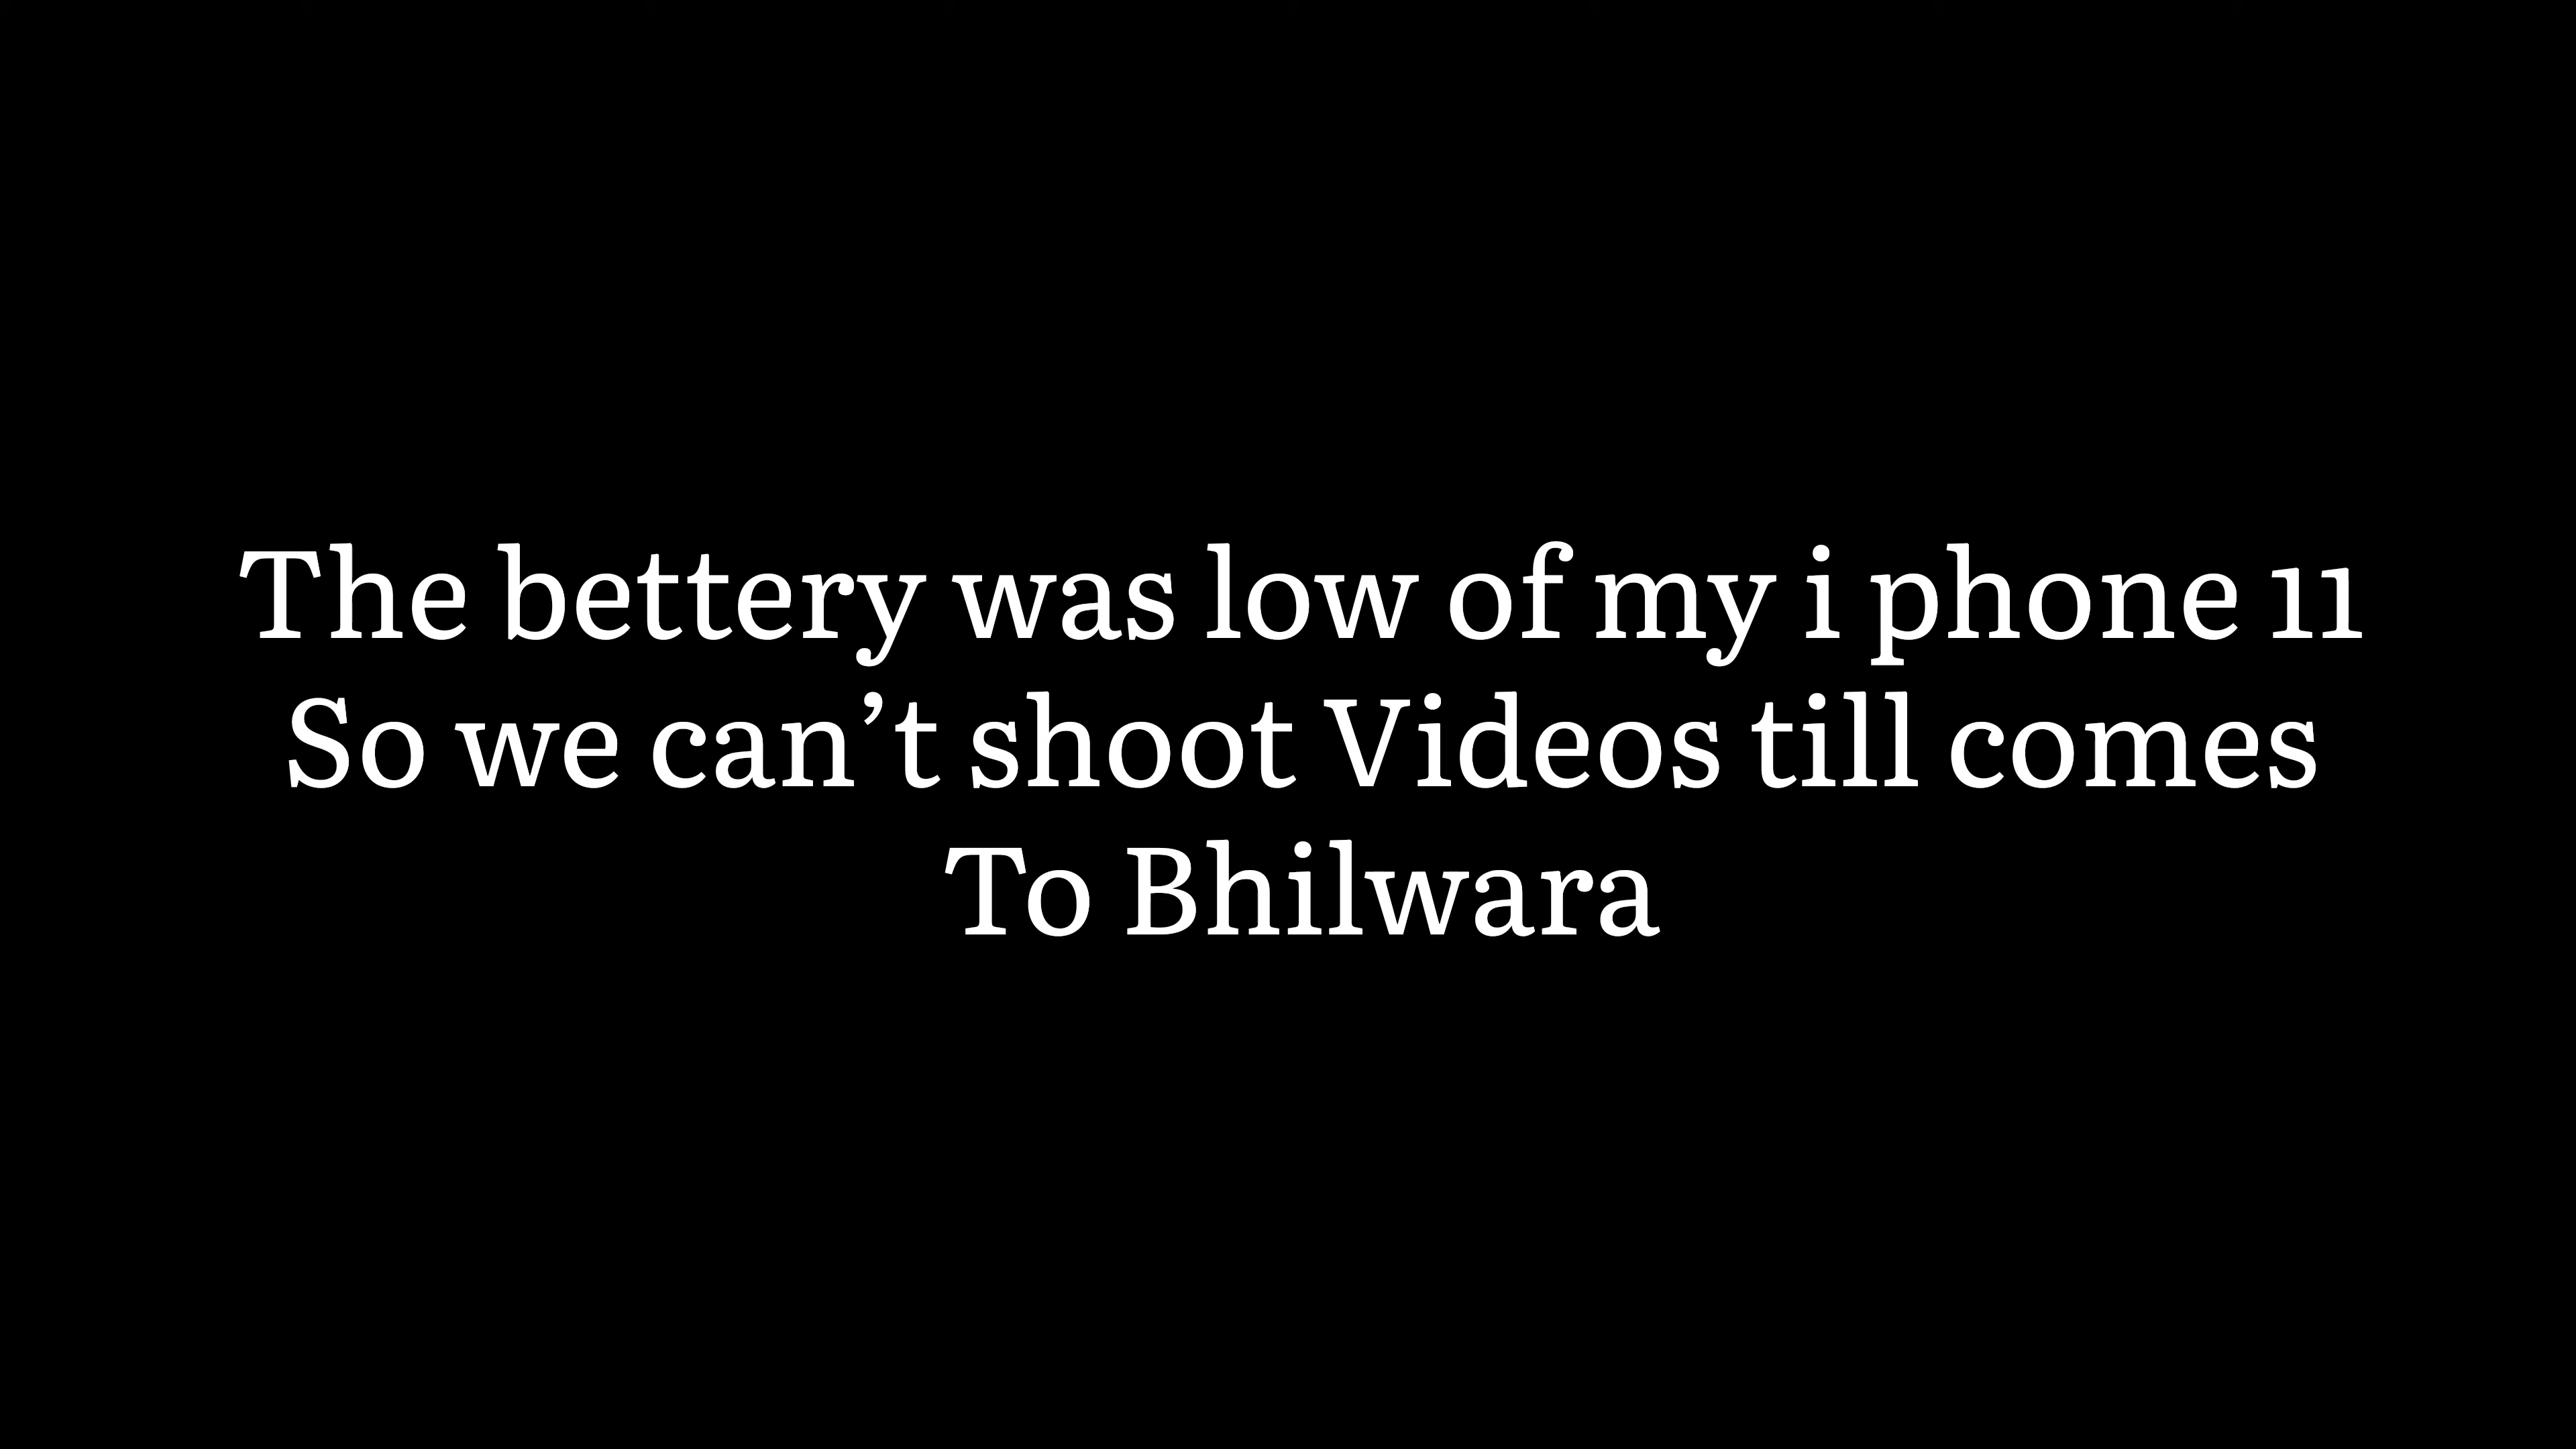 The bettery was low of my i phone 11
So we can’t shoot Videos till comes
To Bhilwara